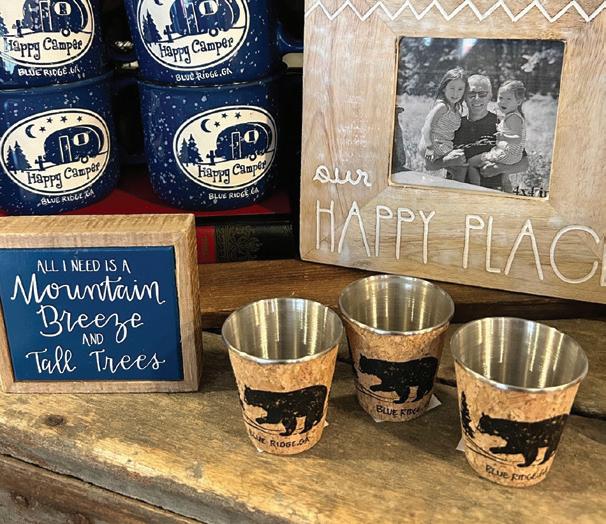 Happy Camper
BLUE RIDGE, GA
Happy Camper
BLUE RIDGE, GA
Happy Camper
BLUE RIDGE, GA
Happy Camper
BLUE RIDGE, GA
our
HAPPY PLAC
4x4 in
ALL I NEED IS A
Mountain
Breeze
AND
Tall Trees
BLUE RIDGE, GA
BLUE RIDGE
BLUE RIDGE,